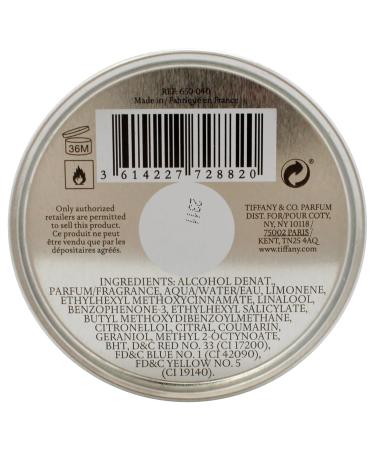 REF. 650 040
Made in / Fabriqué en France
36M
3 614227 728820
Only authorized
retailers are permitted
to sell this product.
Ce produit ne peut
être vendu que par les
dépositaires agréés.
TIFFANY & CO. PARFUM
DIST. FOR/POUR COTY,
NY, NY 10118 /
75002 PARIS /
KENT, TN25 4AQ
www.tiffany.com
INGREDIENTS: ALCOHOL DENAT.,
PARFUM/FRAGRANCE, AQUA/WATER/EAU, LIMONENE,
ETHYLHEXYL METHOXYCINNAMATE, LINALOOL,
BENZOPHENONE-3, ETHYLHEXYL SALICYLATE,
BUTYL METHOXYDIBENZOYLMETHANE,
CITRONELLOL, CITRAL, COUMARIN,
GERANIOL, METHYL 2-OCTYNOATE,
BHT, D&C RED NO. 33 (CI 17200),
FD&C BLUE NO. 1 (CI 42090),
FD&C YELLOW NO. 5
(CI 19140).